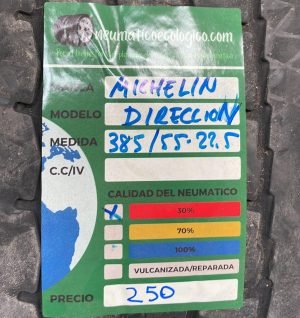 neumaticoecologico.com
MARCA MICHELIN
MODELO DIRECCION
MEDIDA 385/55-22.5
C.C/IV
CALIDAD DEL NEUMATICO
X 30%
70%
100%
VULCANIZADA/REPARADA
PRECIO 250